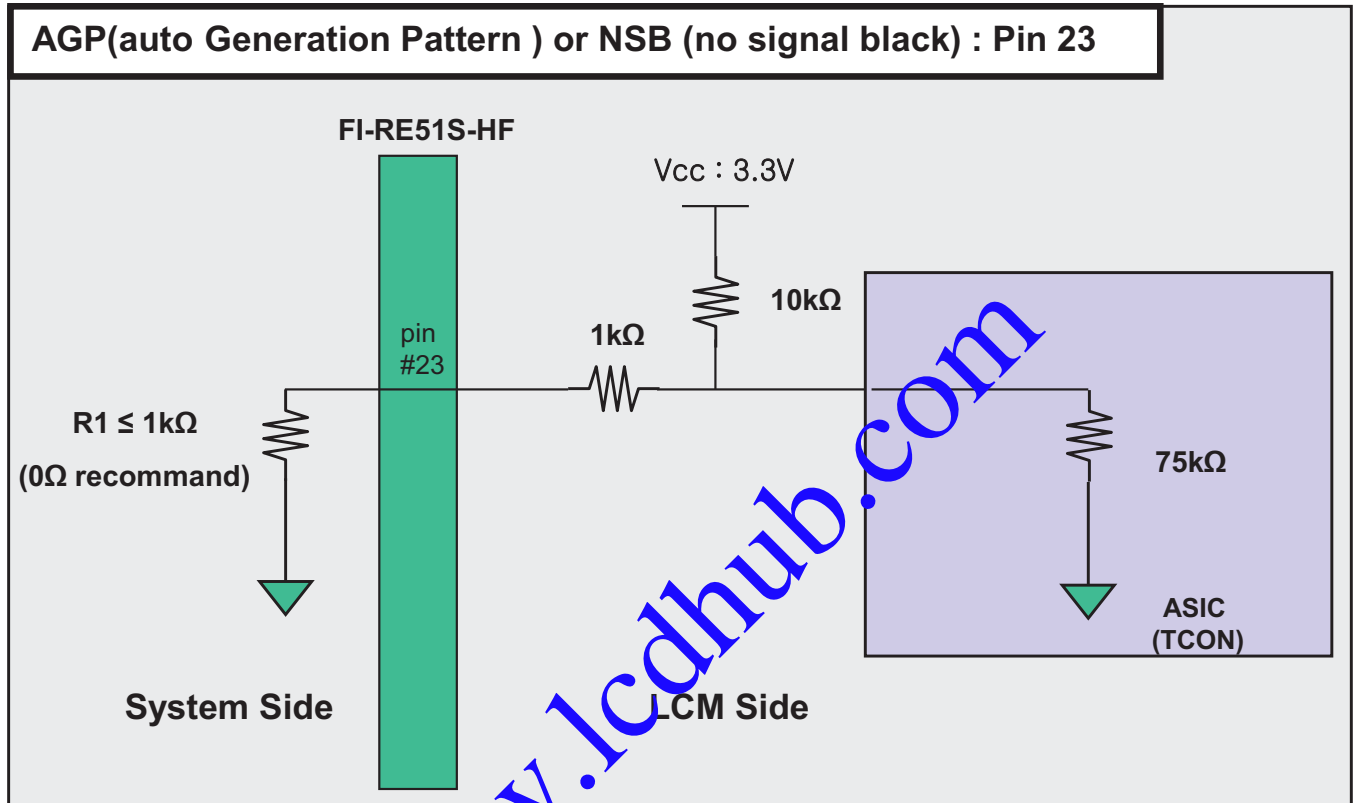 AGP(auto Generation Pattern ) or NSB (no signal black) : Pin 23
FI-RE51S-HF
Vcc : 3.3V
10kΩ
1kΩ
pin
#23
R1 ≤ 1kΩ
(0Ω recommand)
75kΩ
ASIC
(TCON)
System Side
LCM Side
.lcdhub.com